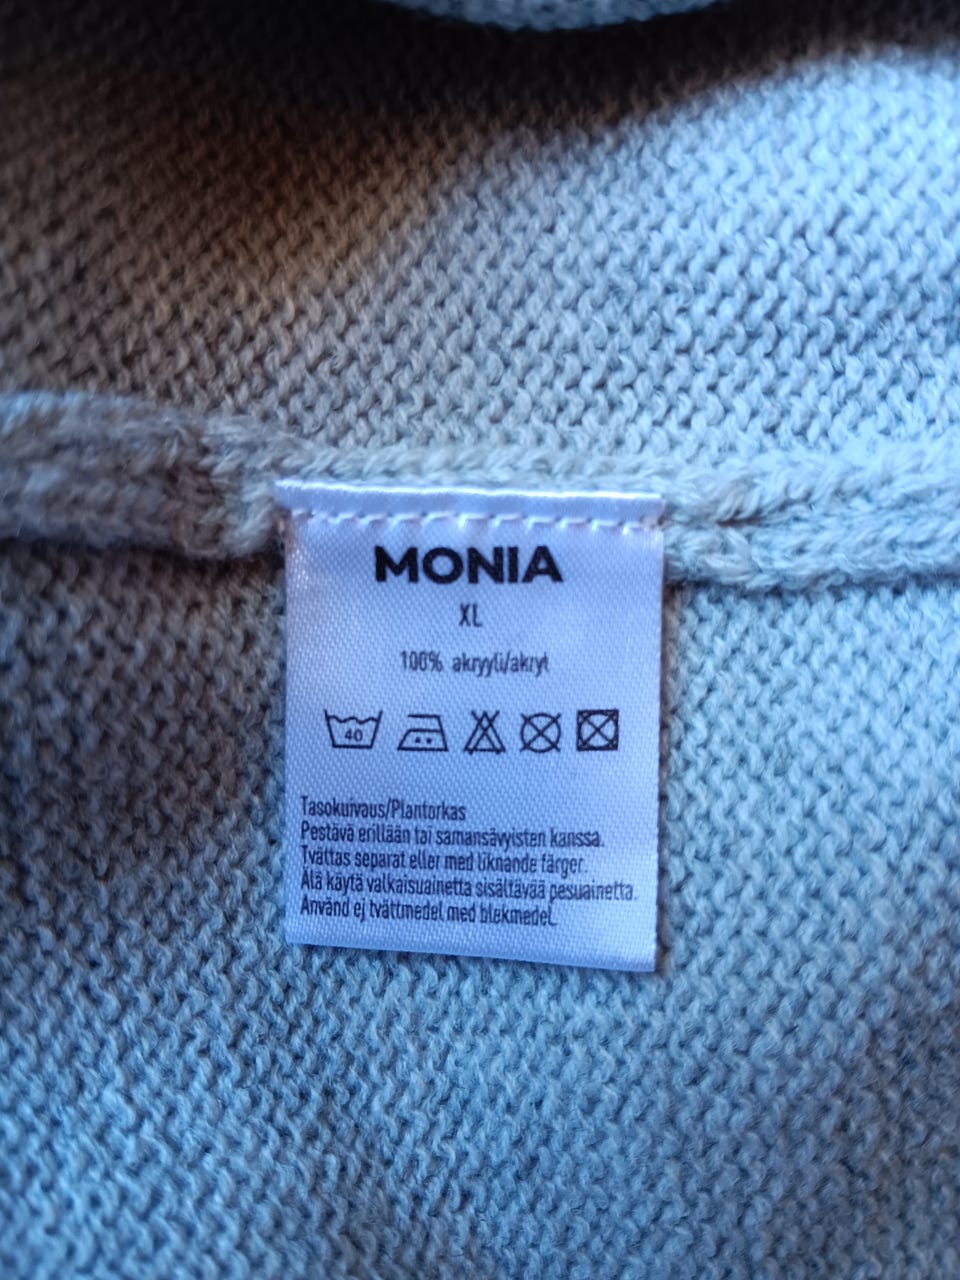 MONIA
XL
100% akryyli/akryl
40
Tasokuivaus/Plantorkas
Pestävä erillään tai samansävyisten kanssa.
Tvättas separat eller med liknande färger.
Älä käytä valkaisuainetta sisältävää pesuainetta.
Använd ej tvättmedel med blekmedel.